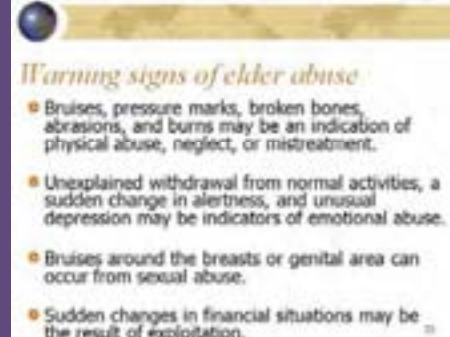 Warning signs of elder abuse
Bruises, pressure marks, broken bones,
abrasions, and burns may be an indication of
physical abuse, neglect, or mistreatment.
Unexplained withdrawal from normal activities, a
sudden change in alertness, and unusual
depression may be indicators of emotional abuse.
Bruises around the breasts or genital area can
occur from sexual abuse.
Sudden changes in financial situations may be
the result of exploitation.